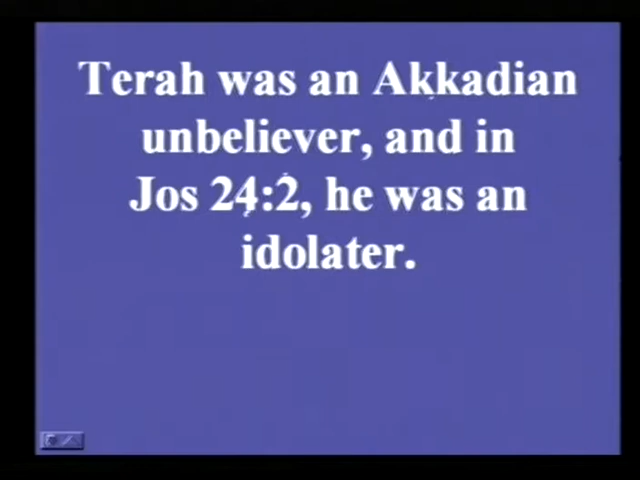 Terah was an Akkadian
unbeliever, and in
Jos 24:2, he was an
idolater.